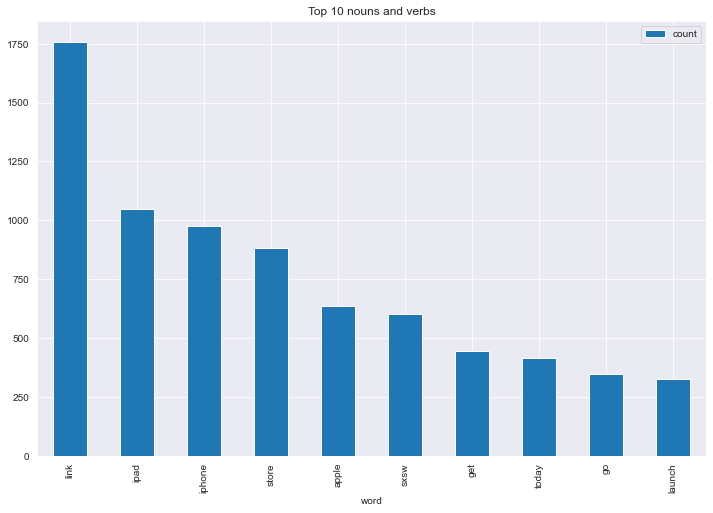 Top 10 nouns and verbs
count
1750
1500
1250
1000
750
500
250
0
link
ipad
iphone
store
apple
sxsw
get
today
go
launch
word